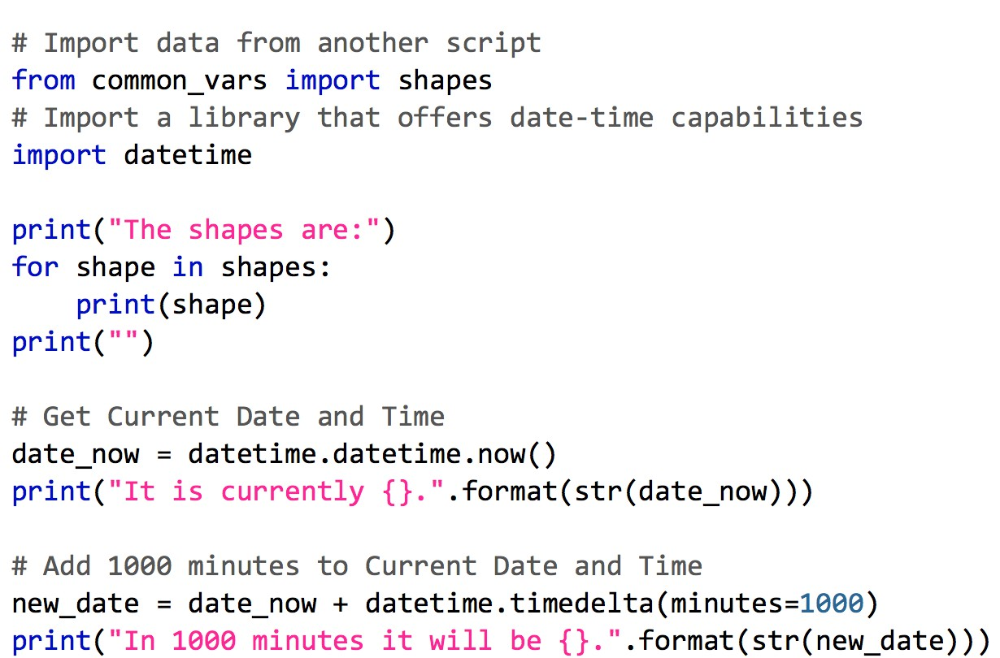 # Import data from another script
from common_vars import shapes
# Import a library that offers date-time capabilities
import datetime

print("The shapes are:")
for shape in shapes:
    print(shape)
print("")

# Get Current Date and Time
date_now = datetime.datetime.now()
print("It is currently {}.".format(str(date_now)))

# Add 1000 minutes to Current Date and Time
new_date = date_now + datetime.timedelta(minutes=1000)
print("In 1000 minutes it will be {}.".format(str(new_date)))